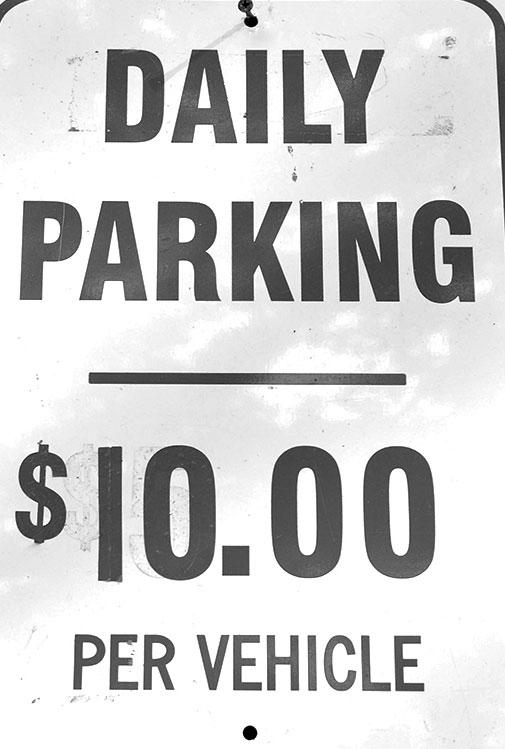 DAILY
PARKING
$10.00
PER VEHICLE